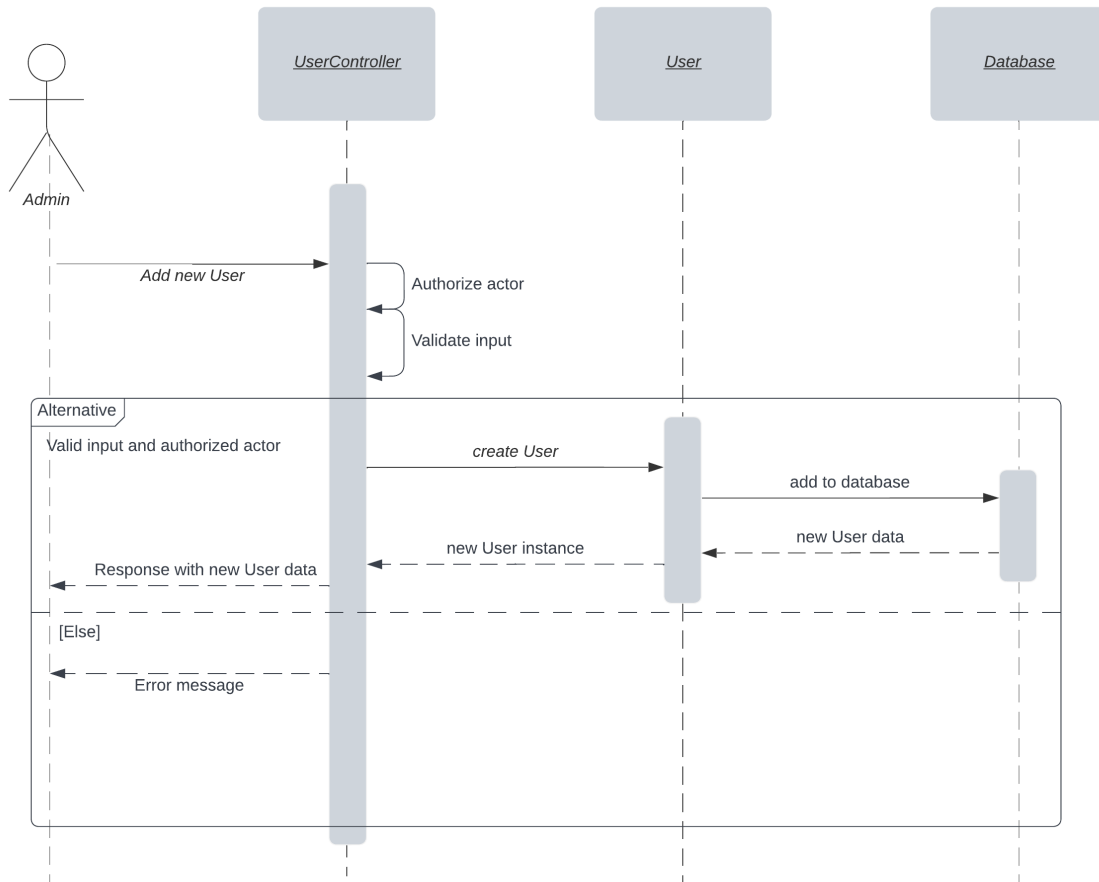 UserController
User
Database
Admin
Add new User
Authorize actor
Validate input
Alternative
Valid input and authorized actor
create User
add to database
new User data
new User instance
Response with new User data
[Else]
Error message